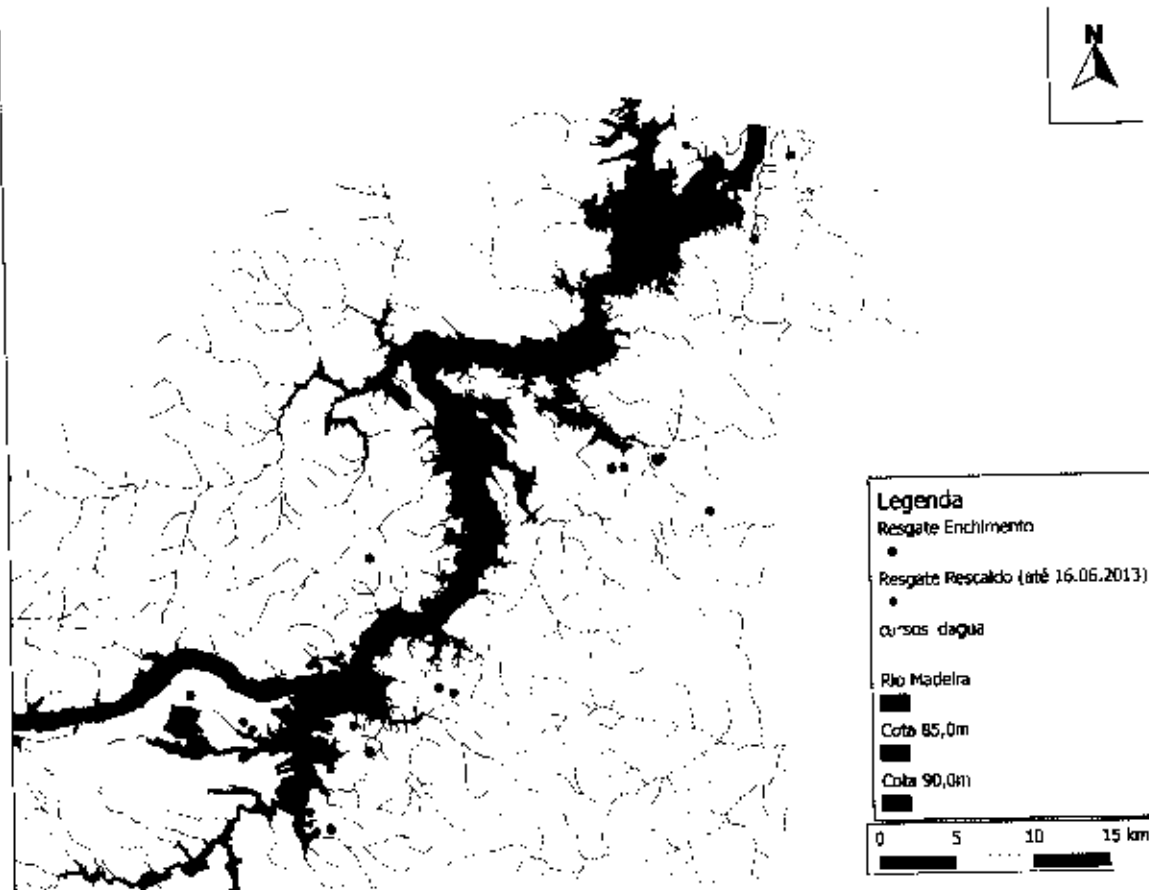 N
Legenda
Resgate Enchimento
Resgate Rescaldo (até 16.06.2013)
cursos dagua
Rio Madeira
Cota 85,0m
Cota 90,0m
0 5 10 15 km